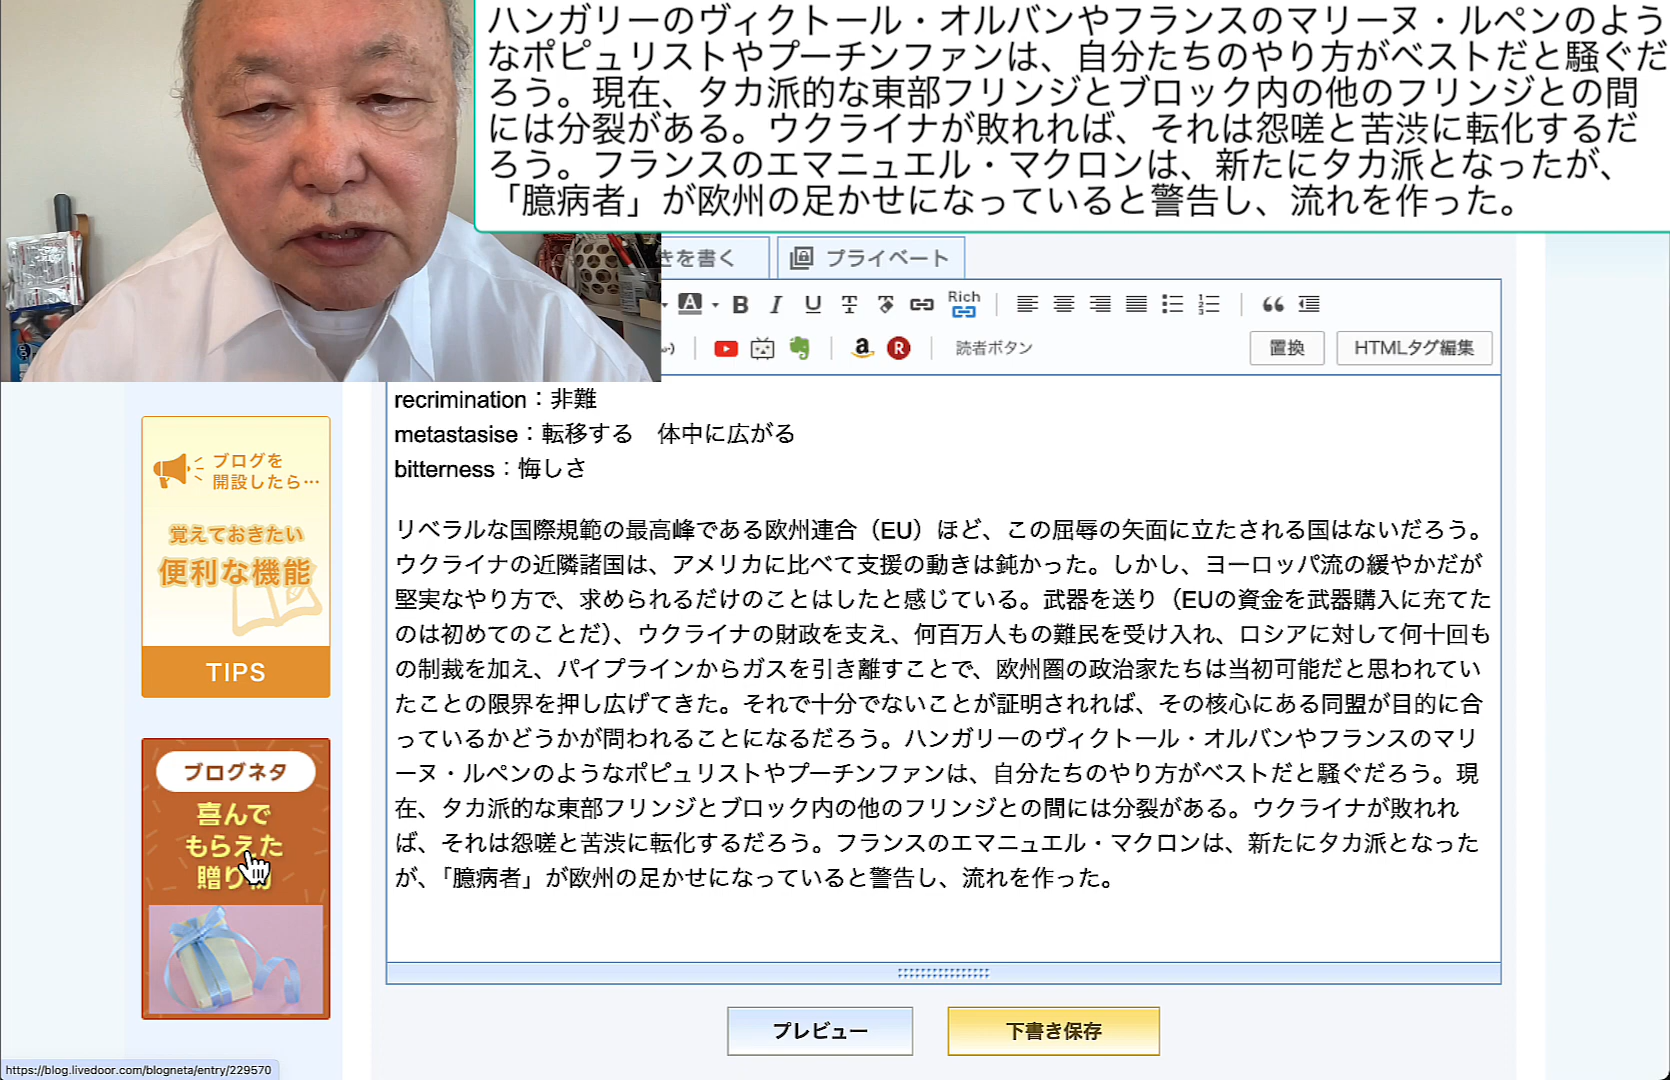 ハンガリーのヴィクトール・オルバンやフランスのマリーヌ・ルペンのよう
なポピュリストやプーチンファンは、自分たちのやり方がベストだと騒ぐだ
ろう。現在、タカ派的な東部フリンジとブロック内の他のフリンジとの間
には分裂がある。ウクライナが敗れれば、それは怨嗟と苦渋に転化するだ
ろう。フランスのエマニュエル・マクロンは、新たにタカ派となったが、
「臆病者」が欧州の足かせになっていると警告し、流れを作った。
きを書く
プライベート
A B I U T Rich
a R 読者ボタン
置換
HTMLタグ編集
recrimination：非難
metastasise：転移する　体中に広がる
bitterness：悔しさ
リベラルな国際規範の最高峰である欧州連合（EU）ほど、この屈辱の矢面に立たされる国はないだろう。
ウクライナの近隣諸国は、アメリカに比べて支援の動きは鈍かった。しかし、ヨーロッパ流の緩やかだが
堅実なやり方で、求められるだけのことはしたと感じている。武器を送り（EUの資金を武器購入に充てた
のは初めてのことだ）、ウクライナの財政を支え、何百万人もの難民を受け入れ、ロシアに対して何十回も
の制裁を加え、パイプラインからガスを引き離すことで、欧州圏の政治家たちは当初可能だと思われてい
たことの限界を押し広げてきた。それで十分でないことが証明されれば、その核心にある同盟が目的に合
っているかどうかが問われることになるだろう。ハンガリーのヴィクトール・オルバンやフランスのマリ
ーヌ・ルペンのようなポピュリストやプーチンファンは、自分たちのやり方がベストだと騒ぐだろう。現
在、タカ派的な東部フリンジとブロック内の他のフリンジとの間には分裂がある。ウクライナが敗れれ
ば、それは怨嗟と苦渋に転化するだろう。フランスのエマニュエル・マクロンは、新たにタカ派となった
が、「臆病者」が欧州の足かせになっていると警告し、流れを作った。
ブログを
開設したら…
覚えておきたい
便利な機能
TIPS
ブログネタ
喜んで
もらえた
贈り物
プレビュー
下書き保存
https://blog.livedoor.com/blogneta/entry/229570